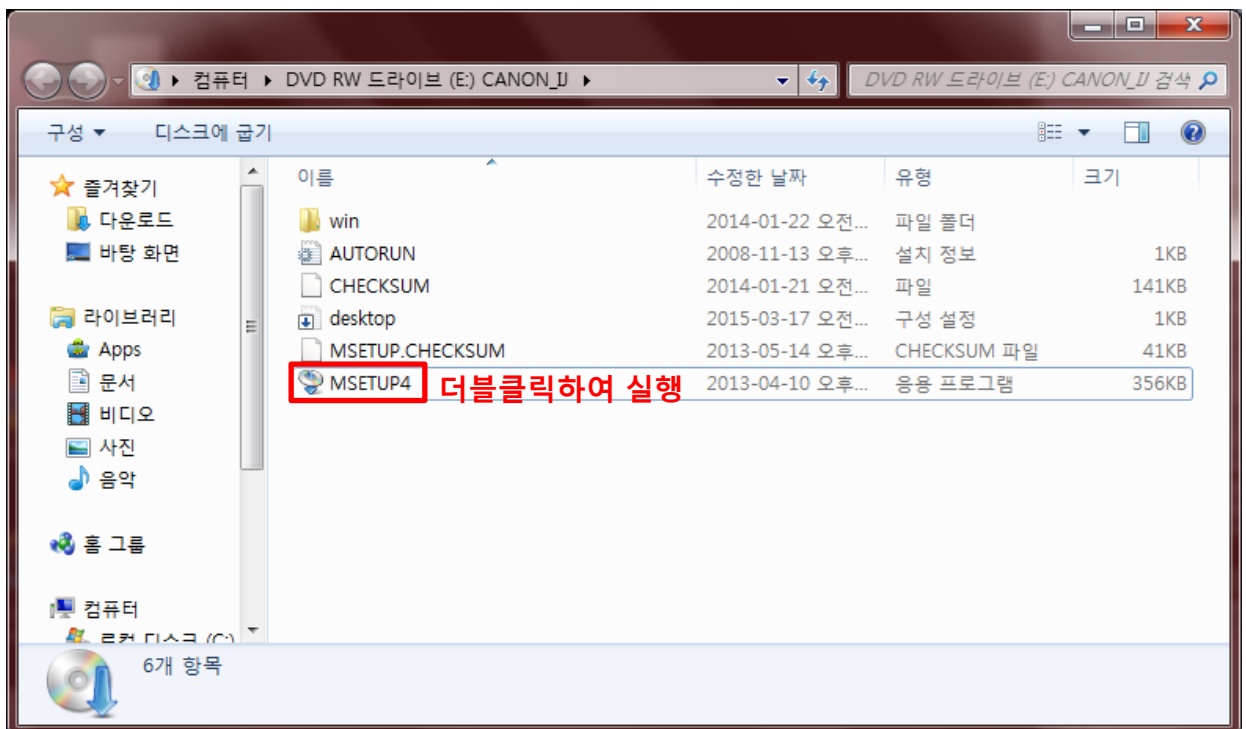 컴퓨터 ▸ DVD RW 드라이브 (E:) CANON_IJ ▸
DVD RW 드라이브 (E:) CANON_IJ 검색
구성 디스크에 굽기
즐겨찾기
다운로드
바탕 화면
라이브러리
Apps
문서
비디오
사진
음악
홈 그룹
컴퓨터
로컬 디스크 (C:)
이름 수정한 날짜 유형 크기
win 2014-01-22 오전... 파일 폴더
AUTORUN 2008-11-13 오후... 설치 정보 1KB
CHECKSUM 2014-01-21 오전... 파일 141KB
desktop 2015-03-17 오전... 구성 설정 1KB
MSETUP.CHECKSUM 2013-05-14 오후... CHECKSUM 파일 41KB
MSETUP4 더블클릭하여 실행 2013-04-10 오후... 응용 프로그램 356KB
6개 항목